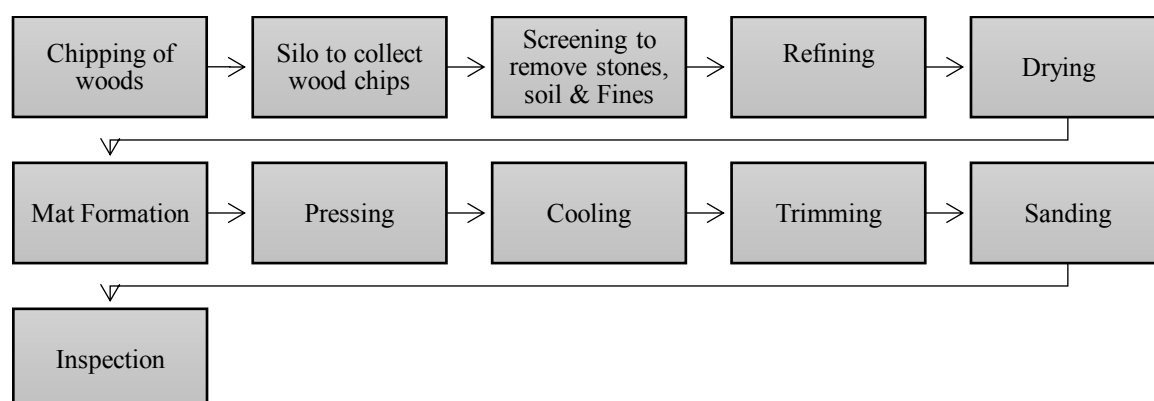 Chipping of
woods
Silo to collect
wood chips
Screening to
remove stones,
soil & Fines
Refining
Drying
Mat Formation
Pressing
Cooling
Trimming
Sanding
Inspection